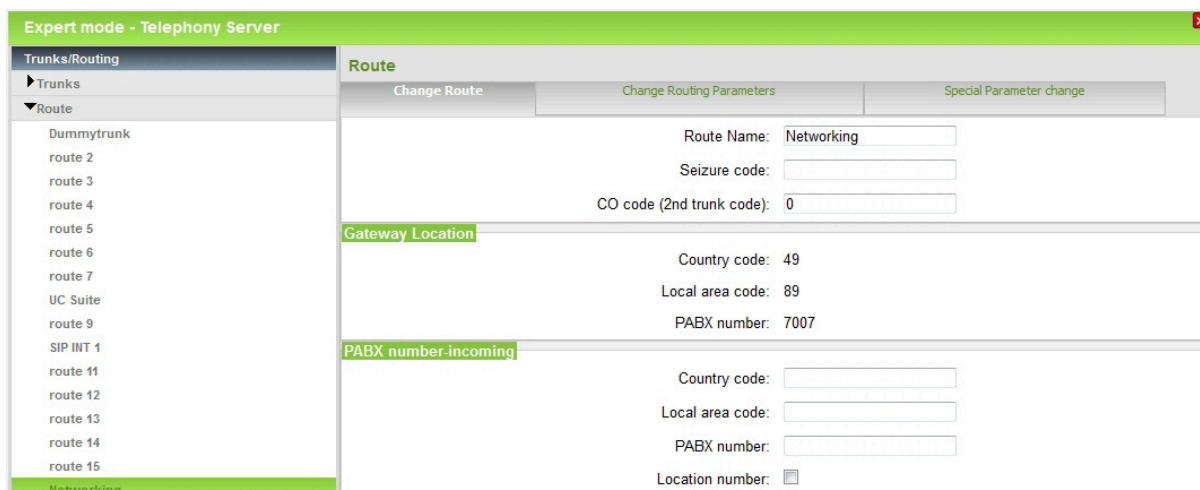 Expert mode - Telephony Server
Trunks/Routing
Trunks
Route
Dummytrunk
route 2
route 3
route 4
route 5
route 6
route 7
UC Suite
route 9
SIP INT 1
route 11
route 12
route 13
route 14
route 15
Networking
Route
Change Route Change Routing Parameters Special Parameter change
Route Name: Networking
Seizure code:
CO code (2nd trunk code): 0
Gateway Location
Country code: 49
Local area code: 89
PABX number: 7007
PABX number-incoming
Country code:
Local area code:
PABX number:
Location number: